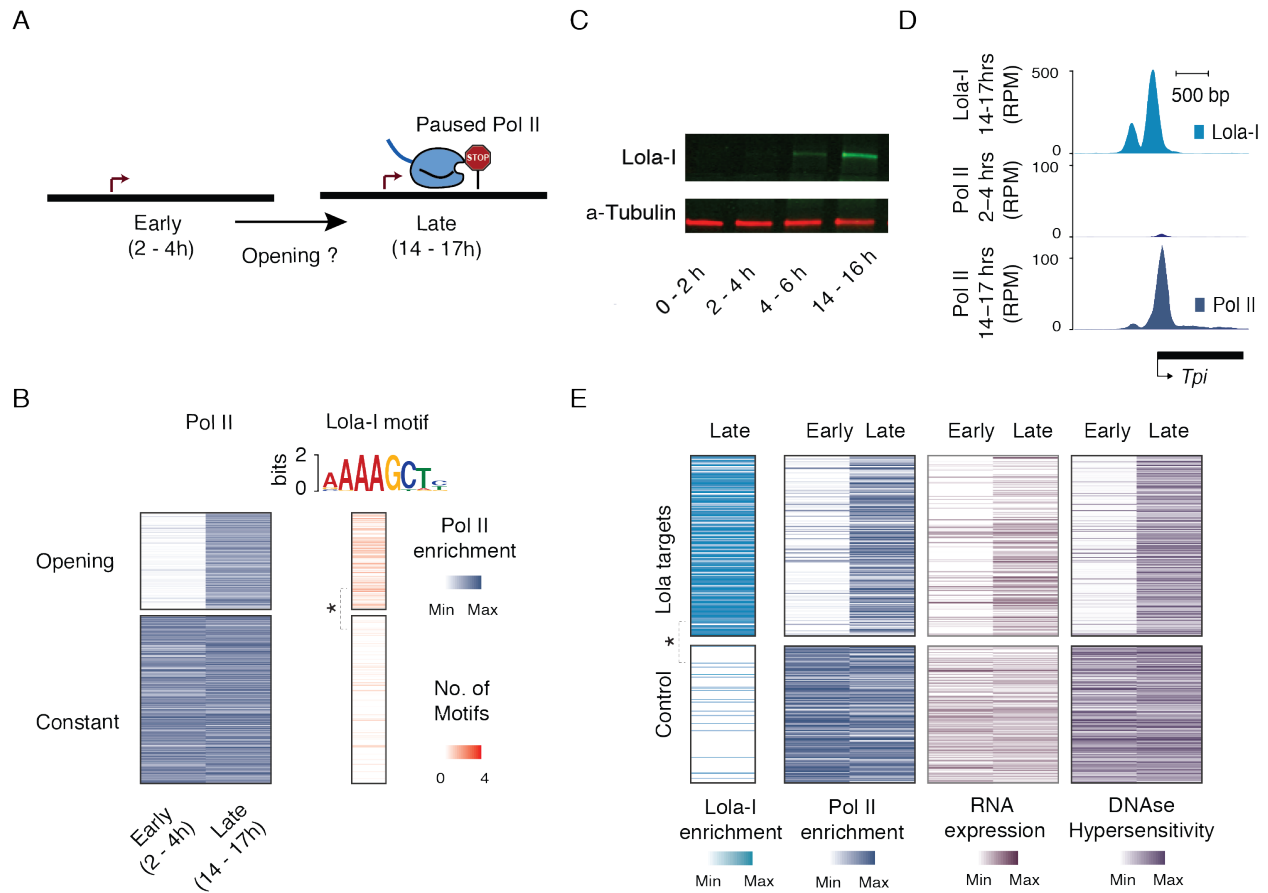 A
Paused Pol II
STOP
Early
(2 - 4h)
Opening ?
Late
(14 - 17h)
B
Pol II
Lola-I motif
bits
2
0
AAAAGCTc
Opening
Constant
*
Pol II
enrichment
Min Max
No. of
Motifs
0 4
Early
(2 - 4h)
Late
(14 - 17h)
C
Lola-I
a-Tubulin
0 - 2 h
2 - 4 h
4 - 6 h
14 - 16 h
D
Lola-I
14-17hrs
(RPM)
500
0
500 bp
Lola-I
Pol II
2–4 hrs
(RPM)
100
0
Pol II
14–17 hrs
(RPM)
100
0
Pol II
Tpi
E
Late
Early Late
Early Late
Early Late
Lola targets
*
Control
Lola-I
enrichment
Min Max
Pol II
enrichment
Min Max
RNA
expression
Min Max
DNAse
Hypersensitivity
Min Max